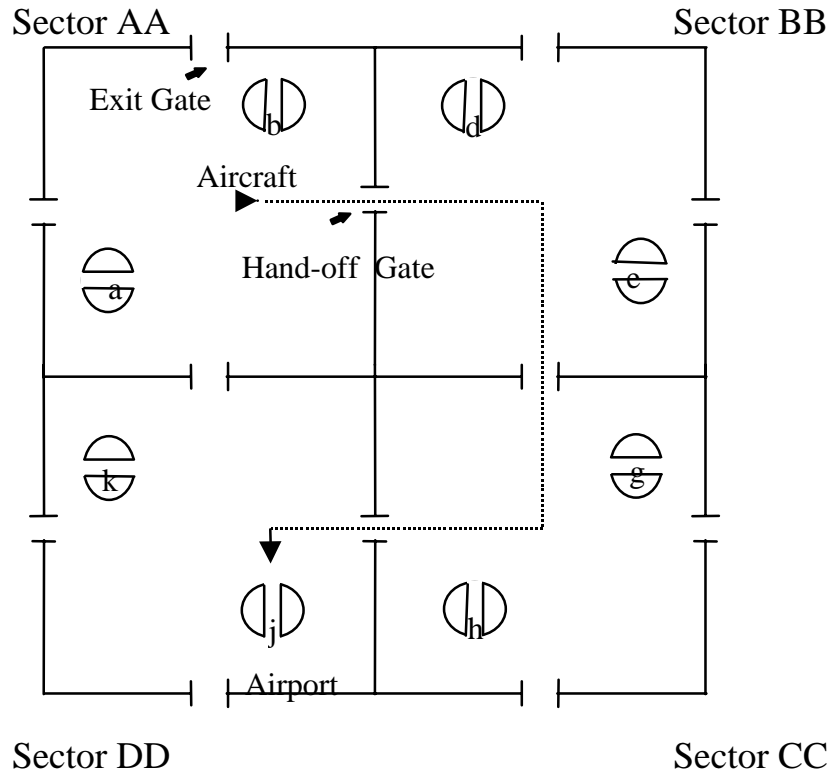 Sector AA
Sector BB
Exit Gate
b
d
Aircraft
Hand-off Gate
a
e
k
g
j
h
Airport
Sector DD
Sector CC